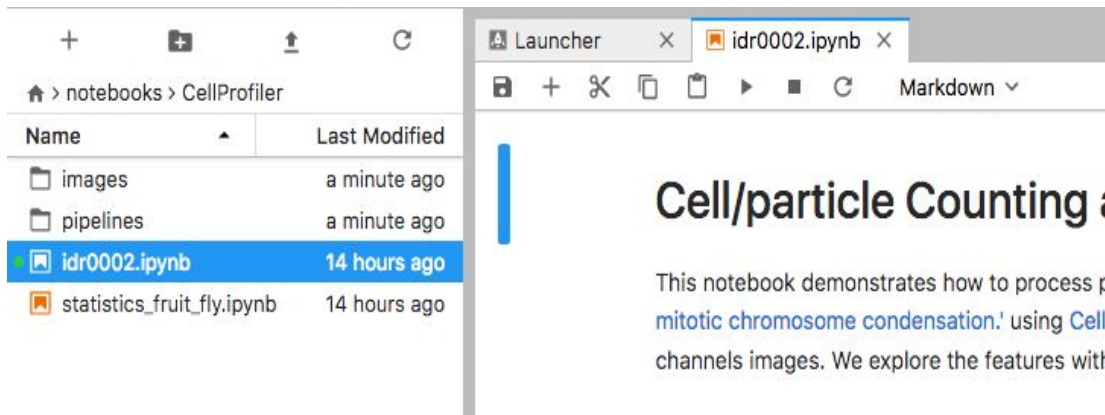 notebooks > CellProfiler
Name Last Modified
images a minute ago
pipelines a minute ago
idr0002.ipynb 14 hours ago
statistics_fruit_fly.ipynb 14 hours ago
Launcher idr0002.ipynb
Markdown
Cell/particle Counting
This notebook demonstrates how to process
mitotic chromosome condensation.' using Cell
channels images. We explore the features with